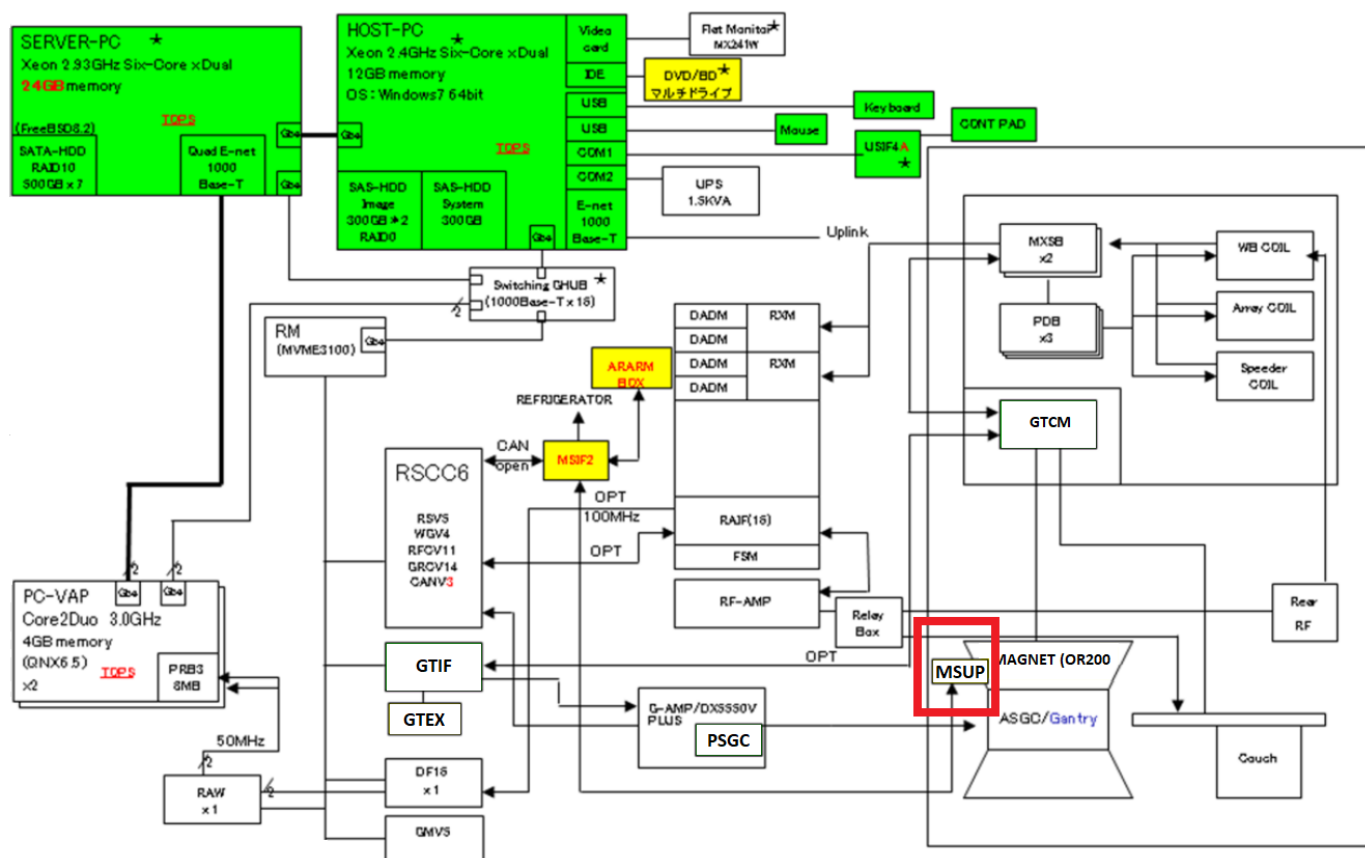 SERVER-PC ★
Xeon 2.93GHz Six-Core xDual
24GB memory
TOPS
(FreeBSD8.2)
SATA-HDD
RAID10
500GB x 7
Quad E-net
1000
Base-T
Gbe
Gbe
HOST-PC ★
Xeon 2.4GHz Six-Core xDual
12GB memory
OS：Windows7 64bit
TOPS
Gbe
SAS-HDD
Image
300GB *2
RAID0
SAS-HDD
System
300GB
Gbe
Video
card
IDE
USB
USB
COM1
COM2
E-net
1000
Base-T
Flat Monitor ★
MX241W
DVD/BD ★
マルチドライブ
Keyboard
Mouse
CONT PAD
USIF4A
★
UPS
1.5KVA
Uplink
Switching GHUB ★
(1000Base-T x 16)
2
RM
(MVME3100)
Gbe
ARARM
BOX
REFRIGERATOR
CAN
open
MSIF2
RSCC6
RSV5
WGV4
RFCV11
GRCV14
CANV3
OPT
100MHz
OPT
DADM
RXM
DADM
DADM
RXM
DADM
RAIF(16)
FSM
RF-AMP
Relay
Box
MXSB
x2
PDB
x3
WB COIL
Array COIL
Speeder
COIL
GTCM
Rear
RF
2
2
PC-VAP
Gbe
Gbe
Core2Duo 3.0GHz
4GB memory
(QNX6.5)
TOPS
x2
PRB3
8MB
50MHz
2
2
RAW
x 1
GTIF
GTEX
OPT
G-AMP/DX5550V
PLUS
PSGC
DF16
x 1
GMV5
MSUP
MAGNET (OR200
ASGC/Gantry
Couch